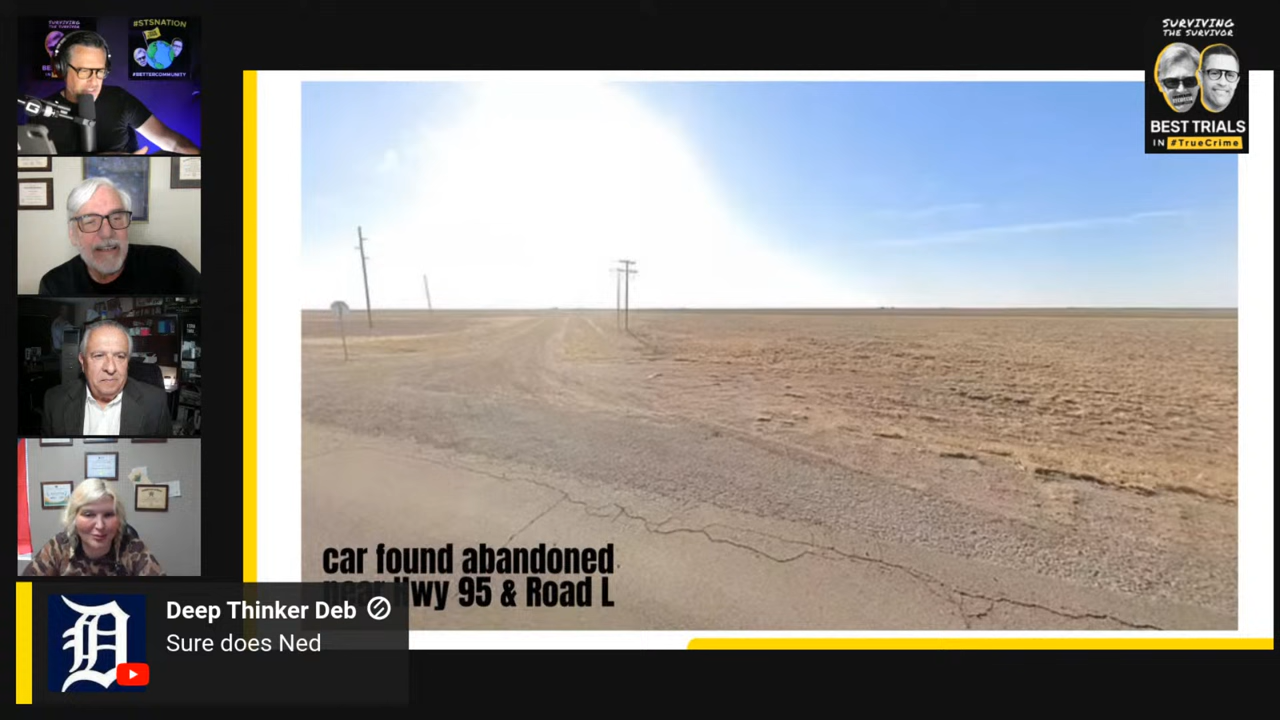 #STSNATION
#BETTERCOMMUNITY
SURVIVING
THE SURVIVOR
BEST TRIALS
IN #TrueCrime
car found abandoned
near Hwy 95 & Road L
Deep Thinker Deb
Sure does Ned